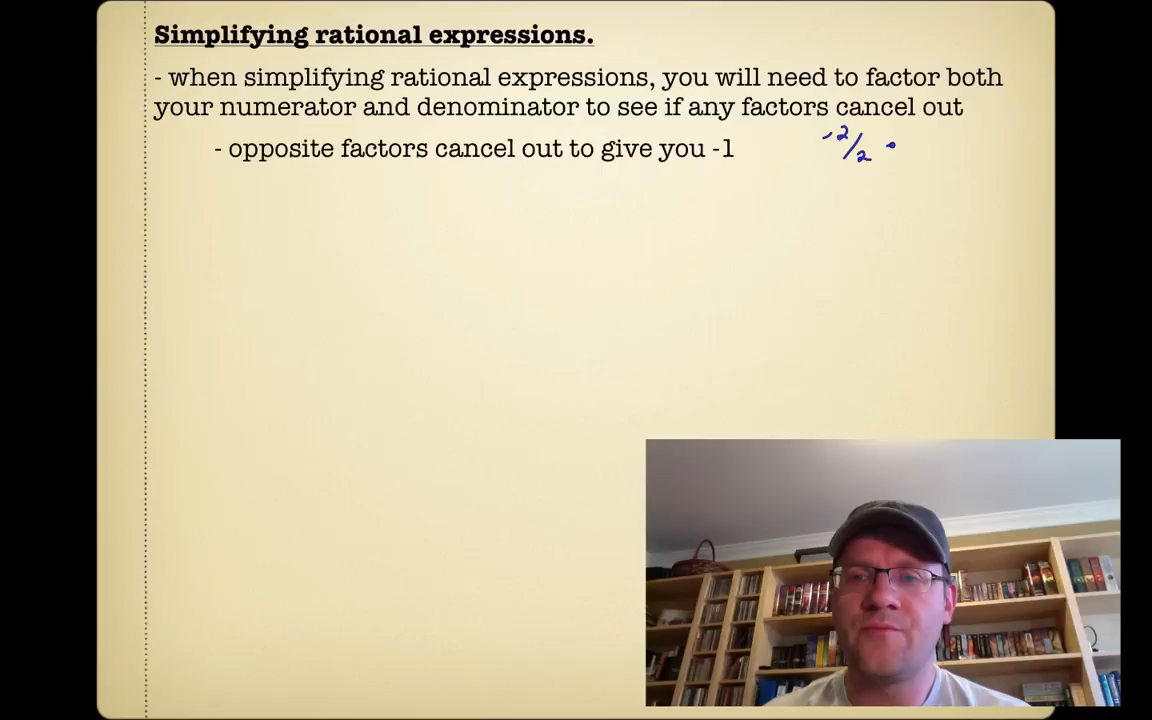 Simplifying rational expressions.
- when simplifying rational expressions, you will need to factor both
your numerator and denominator to see if any factors cancel out
- opposite factors cancel out to give you -1
-2/2